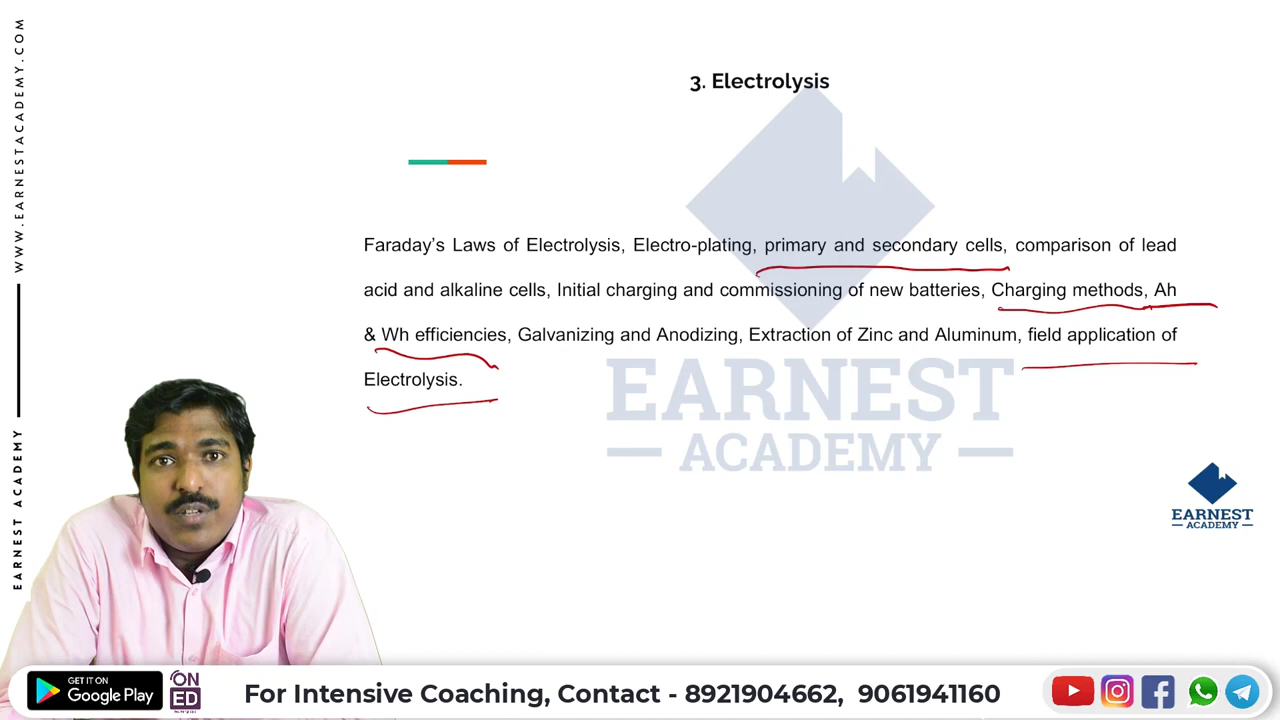 WWW.EARNESTACADEMY.COM
EARNEST ACADEMY
3. Electrolysis
Faraday's Laws of Electrolysis, Electro-plating, primary and secondary cells, comparison of lead
acid and alkaline cells, Initial charging and commissioning of new batteries, Charging methods, Ah
& Wh efficiencies, Galvanizing and Anodizing, Extraction of Zinc and Aluminum, field application of
Electrolysis.
EARNEST
ACADEMY
EARNEST
ACADEMY
GET IT ON
Google Play
ON
ED
For Intensive Coaching, Contact - 8921904662, 9061941160